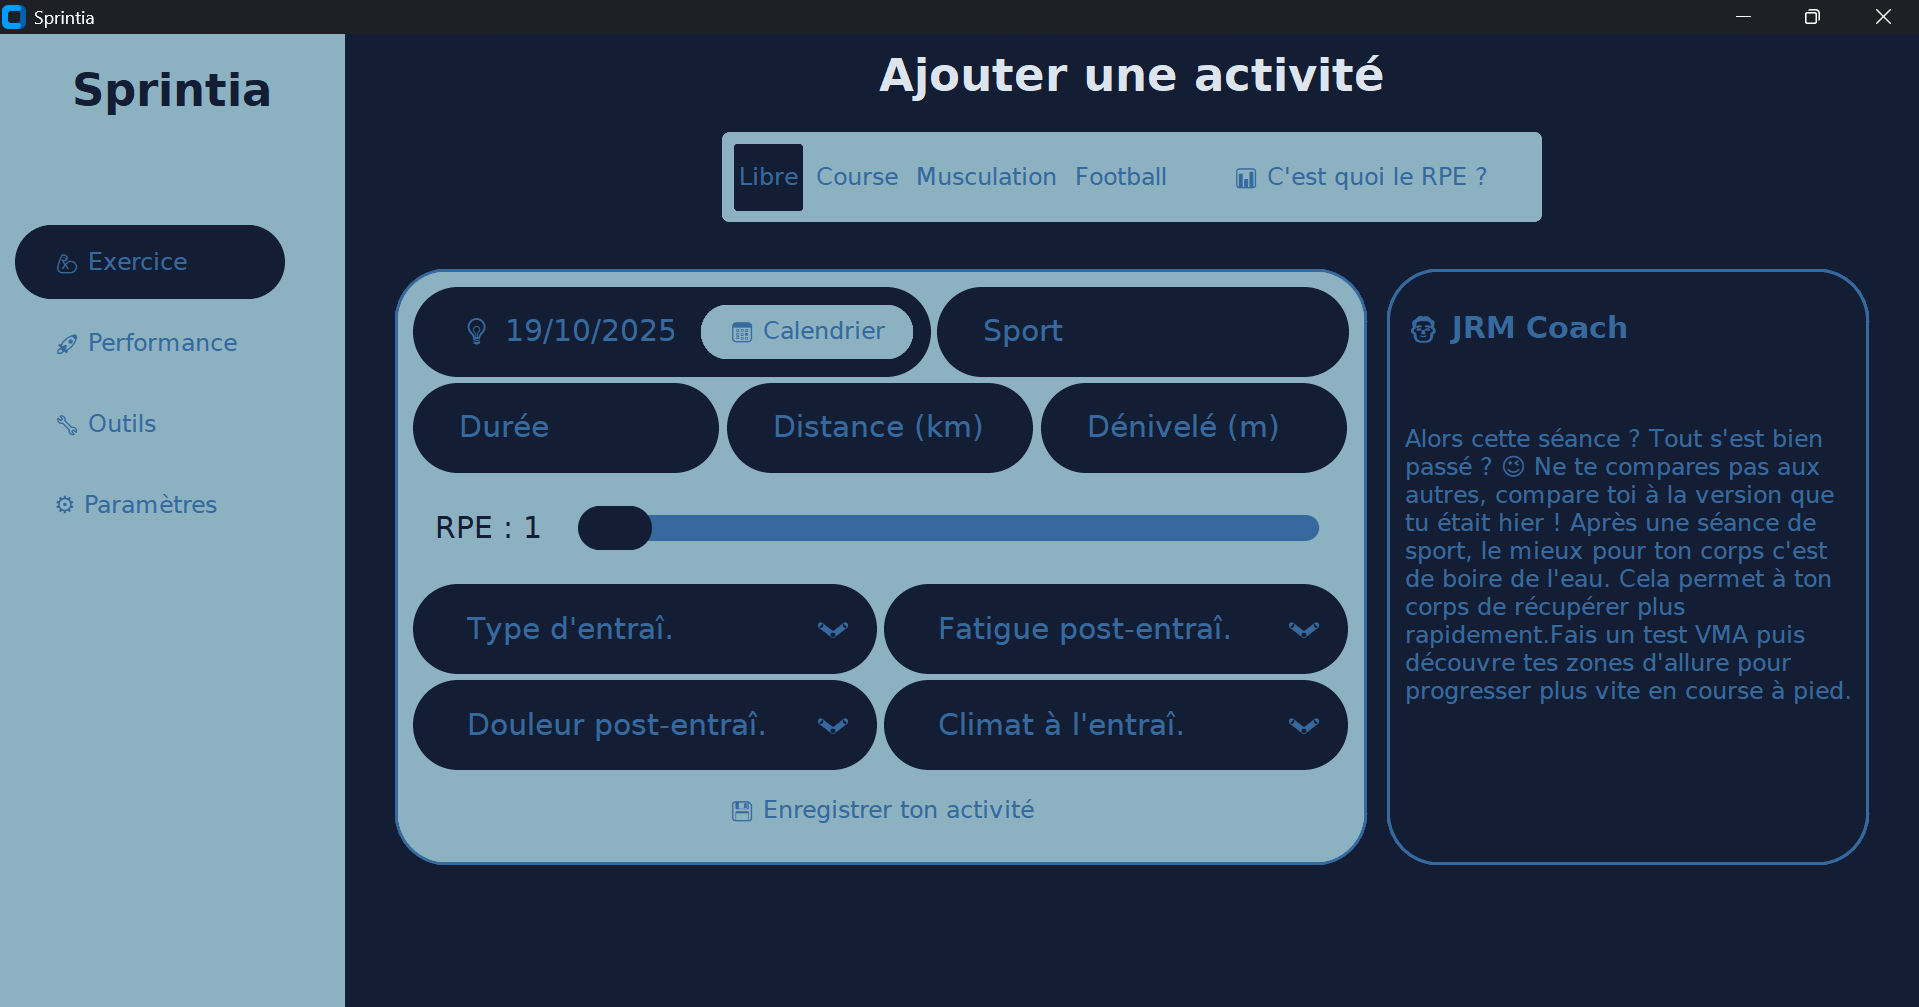 Sprintia
Sprintia
Exercice
Performance
Outils
Paramètres
Ajouter une activité
Libre Course Musculation Football 📊 C'est quoi le RPE ?
💡 19/10/2025 📅 Calendrier Sport
Durée Distance (km) Dénivelé (m)
RPE : 1
Type d'entraî. Fatigue post-entraî.
Douleur post-entraî. Climat à l'entraî.
💾 Enregistrer ton activité
JRM Coach
Alors cette séance ? Tout s'est bien
passé ? 😉 Ne te compares pas aux
autres, compare toi à la version que
tu était hier ! Après une séance de
sport, le mieux pour ton corps c'est
de boire de l'eau. Cela permet à ton
corps de récupérer plus
rapidement.Fais un test VMA puis
découvre tes zones d'allure pour
progresser plus vite en course à pied.